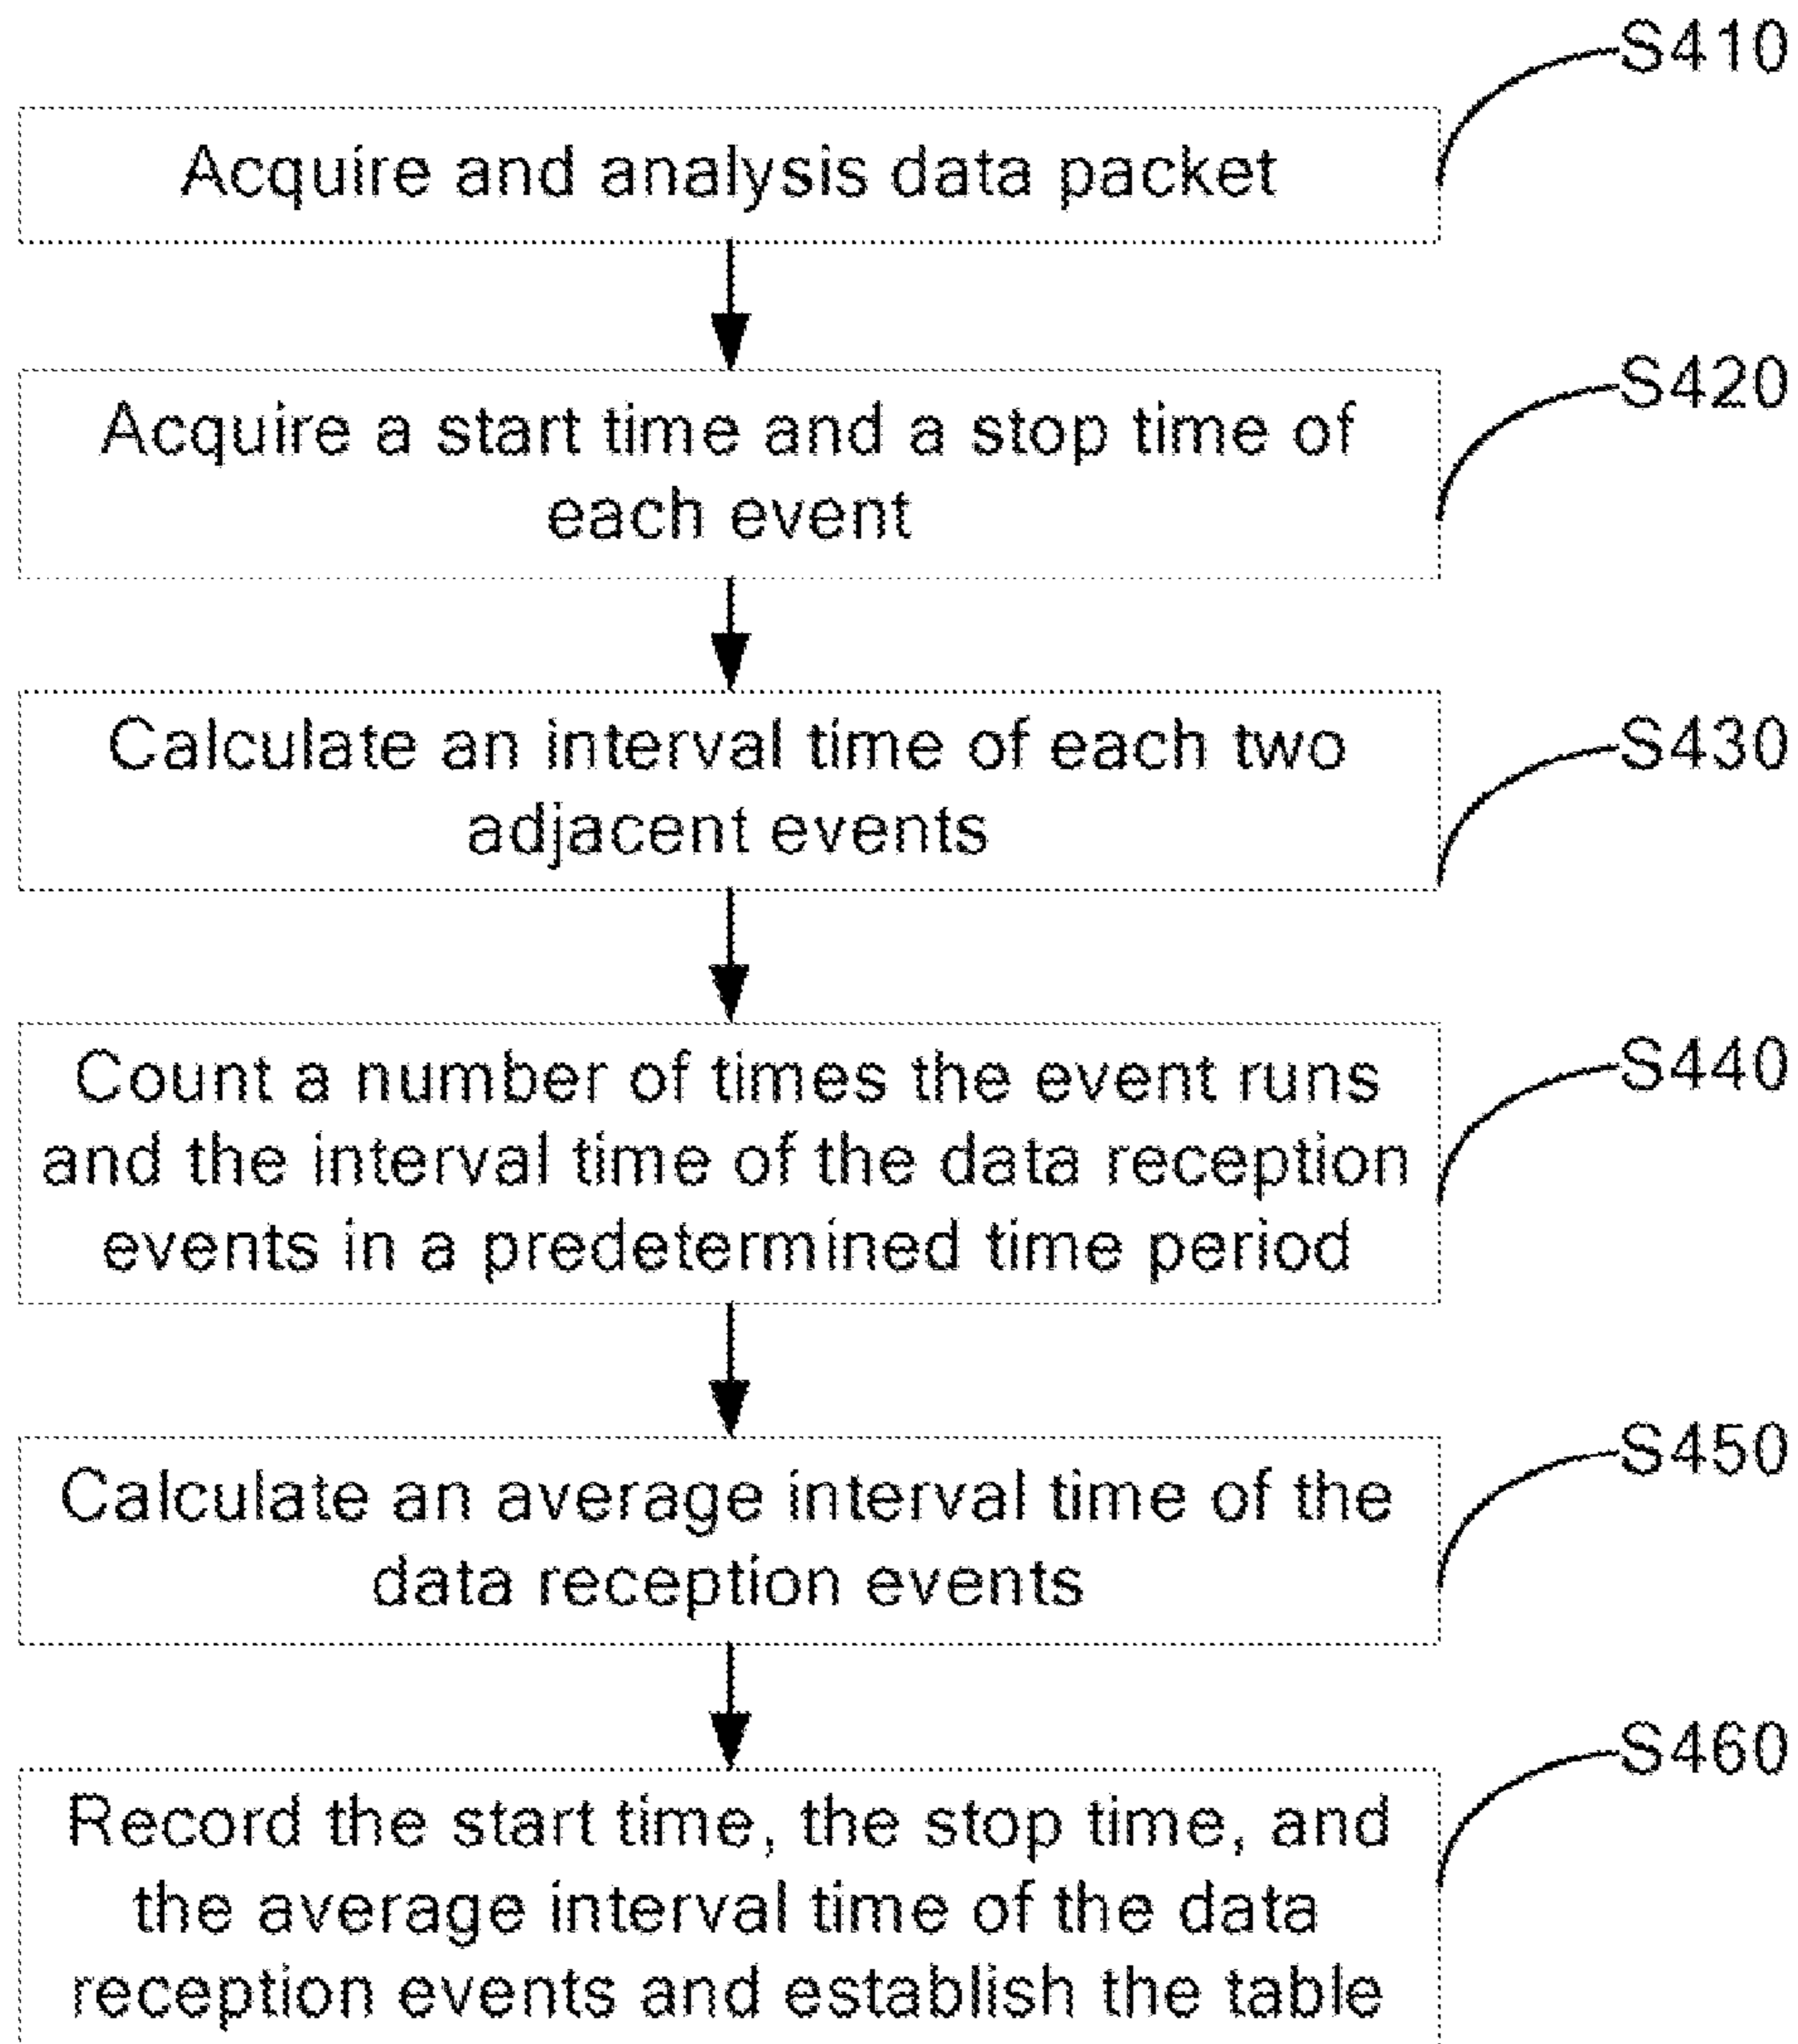 S410
Acquire and analysis data packet
S420
Acquire a start time and a stop time of
each event
S430
Calculate an interval time of each two
adjacent events
S440
Count a number of times the event runs
and the interval time of the data reception
events in a predetermined time period
S450
Calculate an average interval time of the
data reception events
S460
Record the start time, the stop time, and
the average interval time of the data
reception events and establish the table